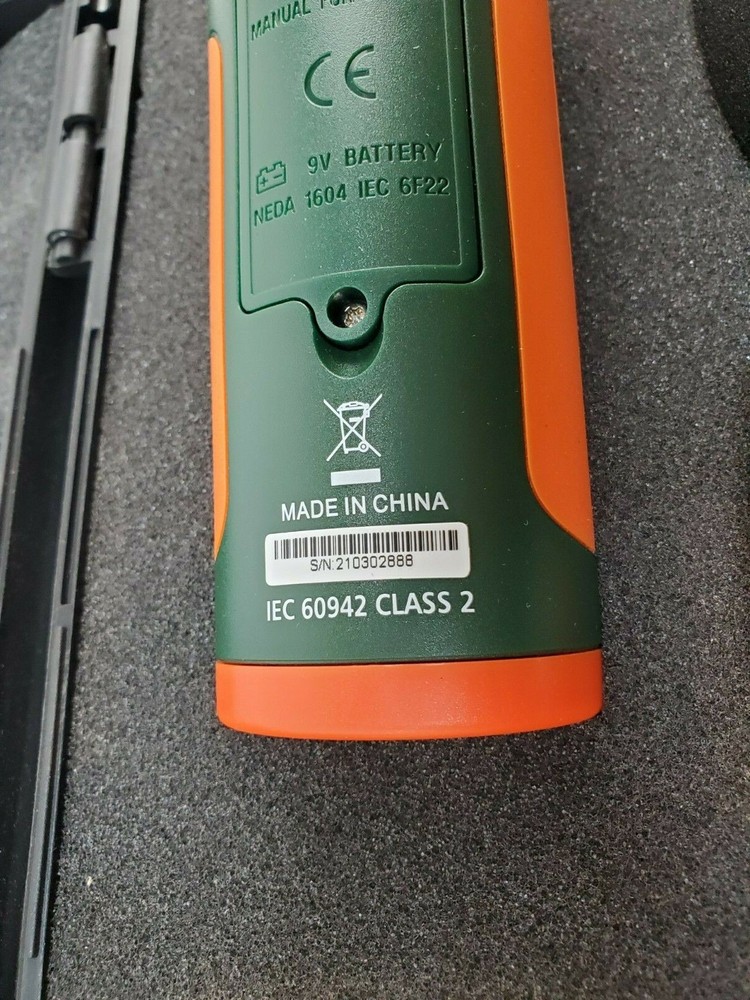 MANUAL
CE
9V BATTERY
NEDA 1604 IEC 6F22
MADE IN CHINA
S/N:210302888
IEC 60942 CLASS 2